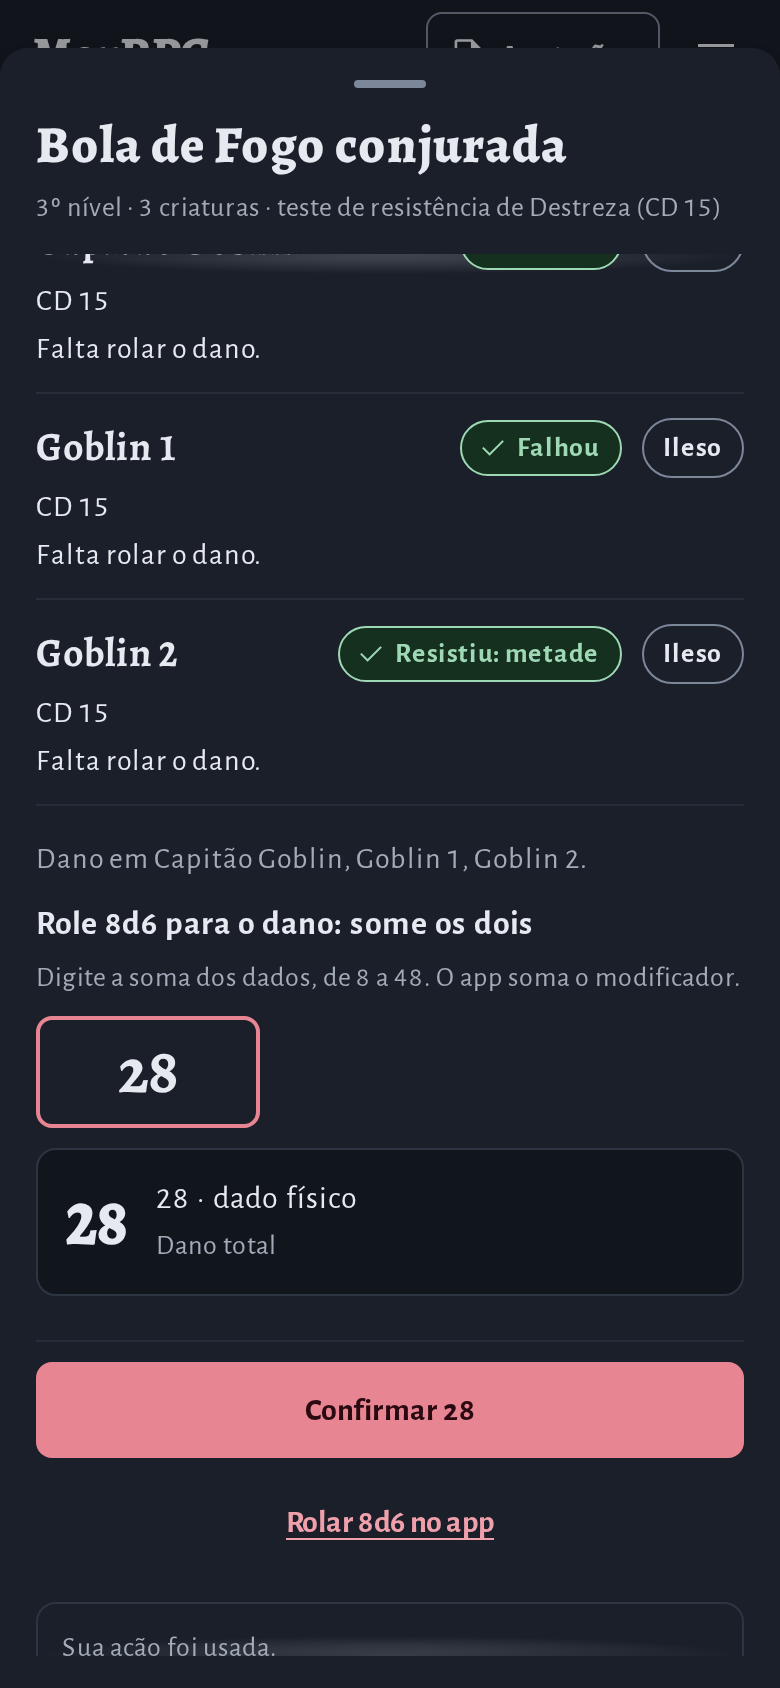 Bola de Fogo conjurada
3º nível · 3 criaturas · teste de resistência de Destreza (CD 15)
CD 15
Falta rolar o dano.
Goblin 1
Falhou
Ileso
CD 15
Falta rolar o dano.
Goblin 2
Resistiu: metade
Ileso
CD 15
Falta rolar o dano.
Dano em Capitão Goblin, Goblin 1, Goblin 2.
Role 8d6 para o dano: some os dois
Digite a soma dos dados, de 8 a 48. O app soma o modificador.
28
28
28 · dado físico
Dano total
Confirmar 28
Rolar 8d6 no app
Sua ação foi usada.